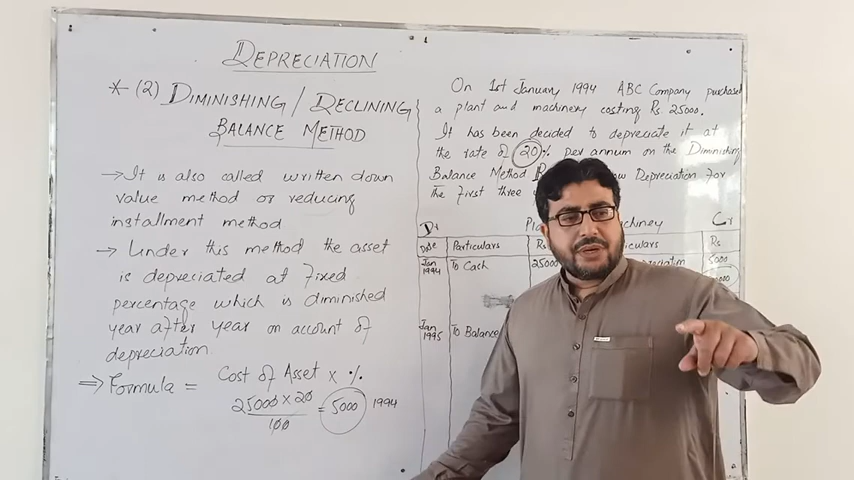 DEPRECIATION
* (2) DIMINISHING / DECLINING
BALANCE METHOD
→ It is also called written down
value method or reducing
installment method
→ Under this method the asset
is depreciated at fixed
percentage which is diminished
year after year on account of
depreciation.
⇒ Formula = Cost of Asset x %
25000 x 20
100
= 5000 1994
On 1st January 1994 ABC Company purchased
a plant and machinery costing Rs 25000.
It has been decided to depreciate it at
the rate of 20% per annum on the Diminishing
Balance Method Depreciation for
the first three
Dr Cr
Date Particulars Rs Rs
Jan 1994 To Cash 25000 5000
Jan 1995 To Balance